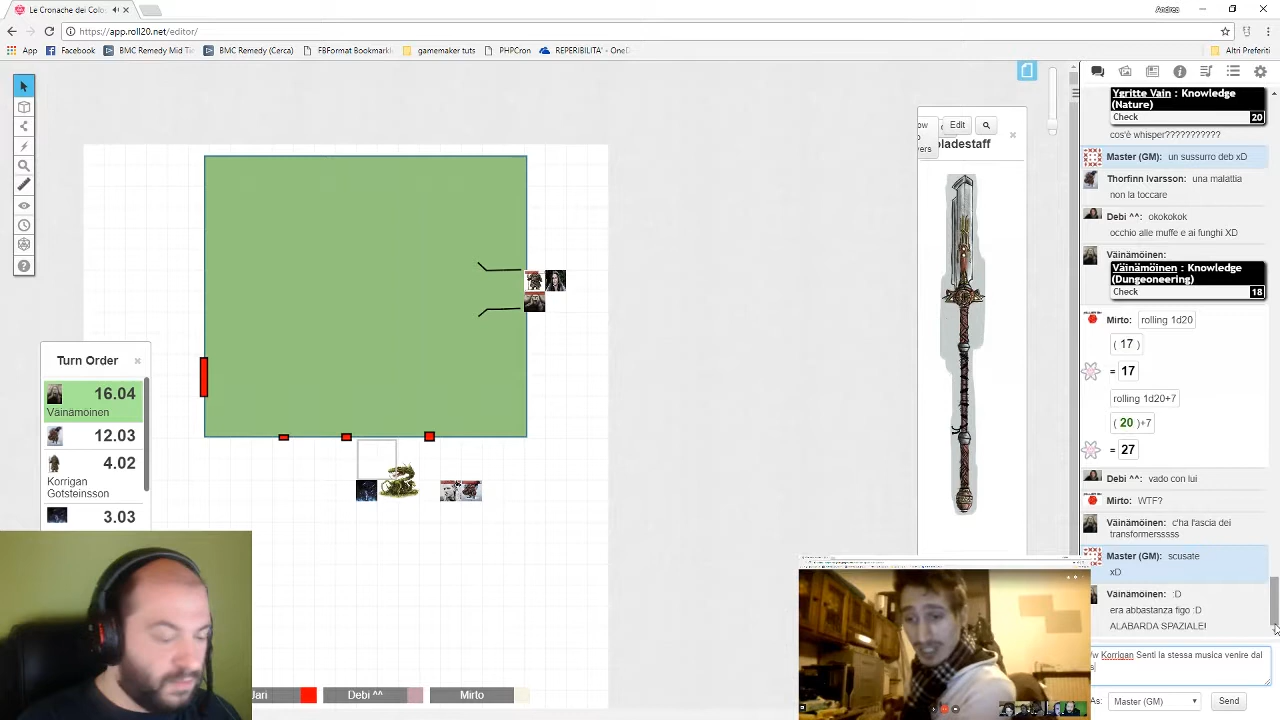 Le Cronache dei Colo
Andrea
https://app.roll20.net/editor/
App
Facebook
BMC Remedy Mid Ti
BMC Remedy (Cerca)
FBFormat Bookmarkl
gamemaker tuts
PHPCron
REPERIBILITA' - OneD
Altri Preferiti
Edit
vers
bladestaff
Turn Order
16.04
Väinämöinen
12.03
4.02
Korrigan
Gotsteinsson
3.03
Jari
Debi ^^
Mirto
Ygritte Vain : Knowledge
(Nature)
Check
20
cos'è whisper???????????
Master (GM): un sussurro deb xD
Thorfinn Ivarsson: una malattia
non la toccare
Debi ^^: okokokok
occhio alle muffe e ai funghi XD
Väinämöinen:
Väinämöinen : Knowledge
(Dungeoneering)
Check
18
Mirto: rolling 1d20
( 17 )
= 17
rolling 1d20+7
( 20 )+7
= 27
Debi ^^: vado con lui
Mirto: WTF?
Väinämöinen: c'ha l'ascia dei
transformersssss
Master (GM): scusate
xD
Väinämöinen: :D
era abbastanza figo :D
ALABARDA SPAZIALE!
/w Korrigan Senti la stessa musica venire dal
As:
Master (GM)
Send